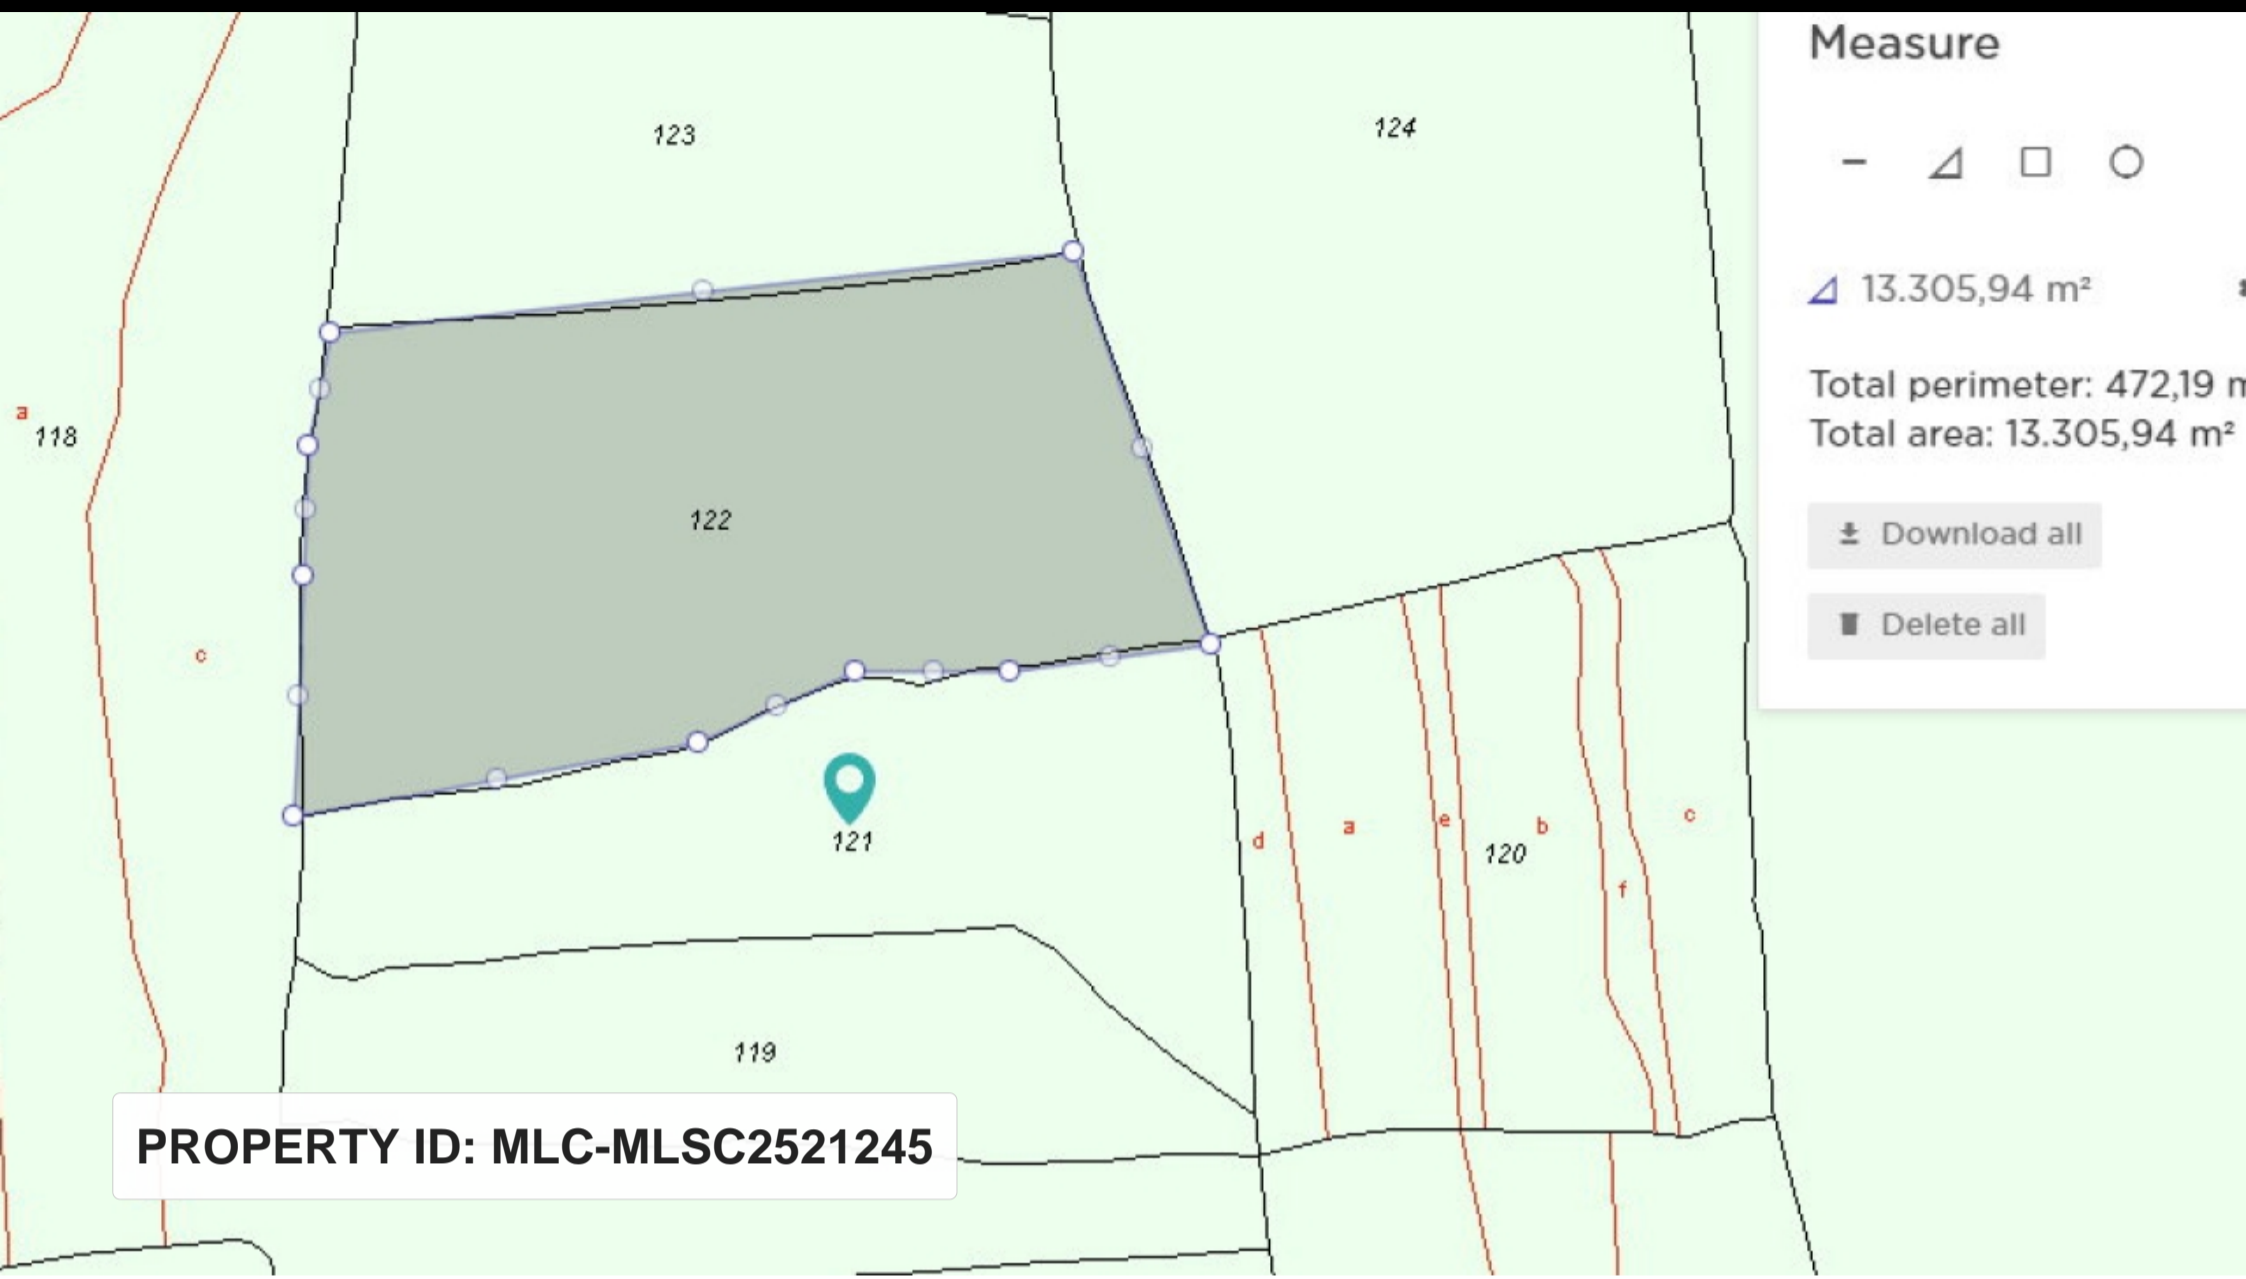 Measure
123
124
13.305,94 m²
Total perimeter: 472,19 m
Total area: 13.305,94 m²
a
118
122
Download all
Delete all
c
121
d
a
e
b
120
c
f
119
PROPERTY ID: MLC-MLSC2521245